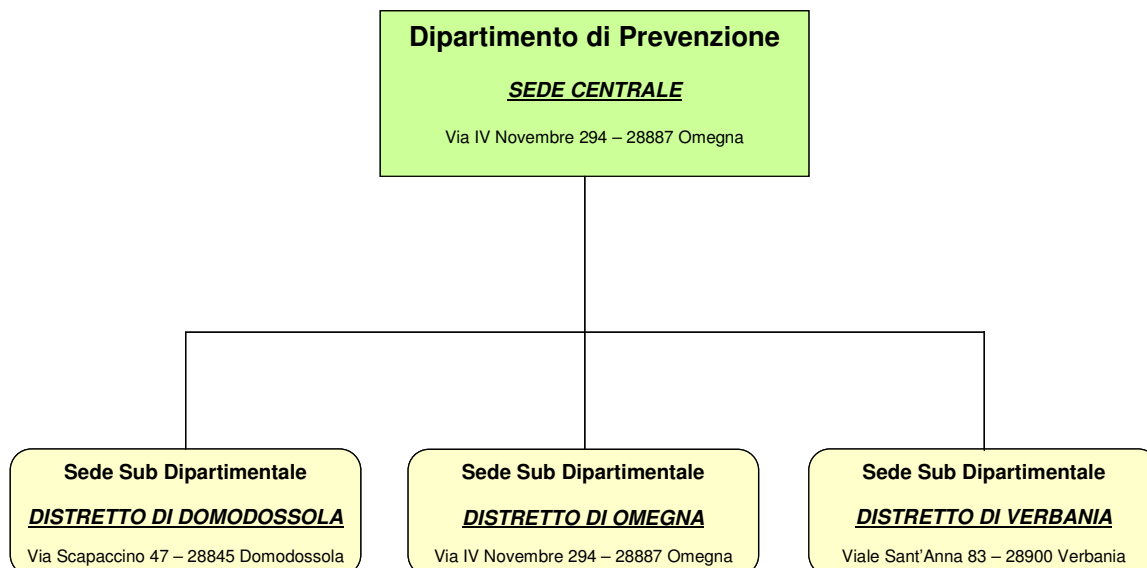 Dipartimento di Prevenzione
SEDE CENTRALE
Via IV Novembre 294 – 28887 Omegna
Sede Sub Dipartimentale
DISTRETTO DI DOMODOSSOLA
Via Scapaccino 47 – 28845 Domodossola
Sede Sub Dipartimentale
DISTRETTO DI OMEGNA
Via IV Novembre 294 – 28887 Omegna
Sede Sub Dipartimentale
DISTRETTO DI VERBANIA
Viale Sant’Anna 83 – 28900 Verbania